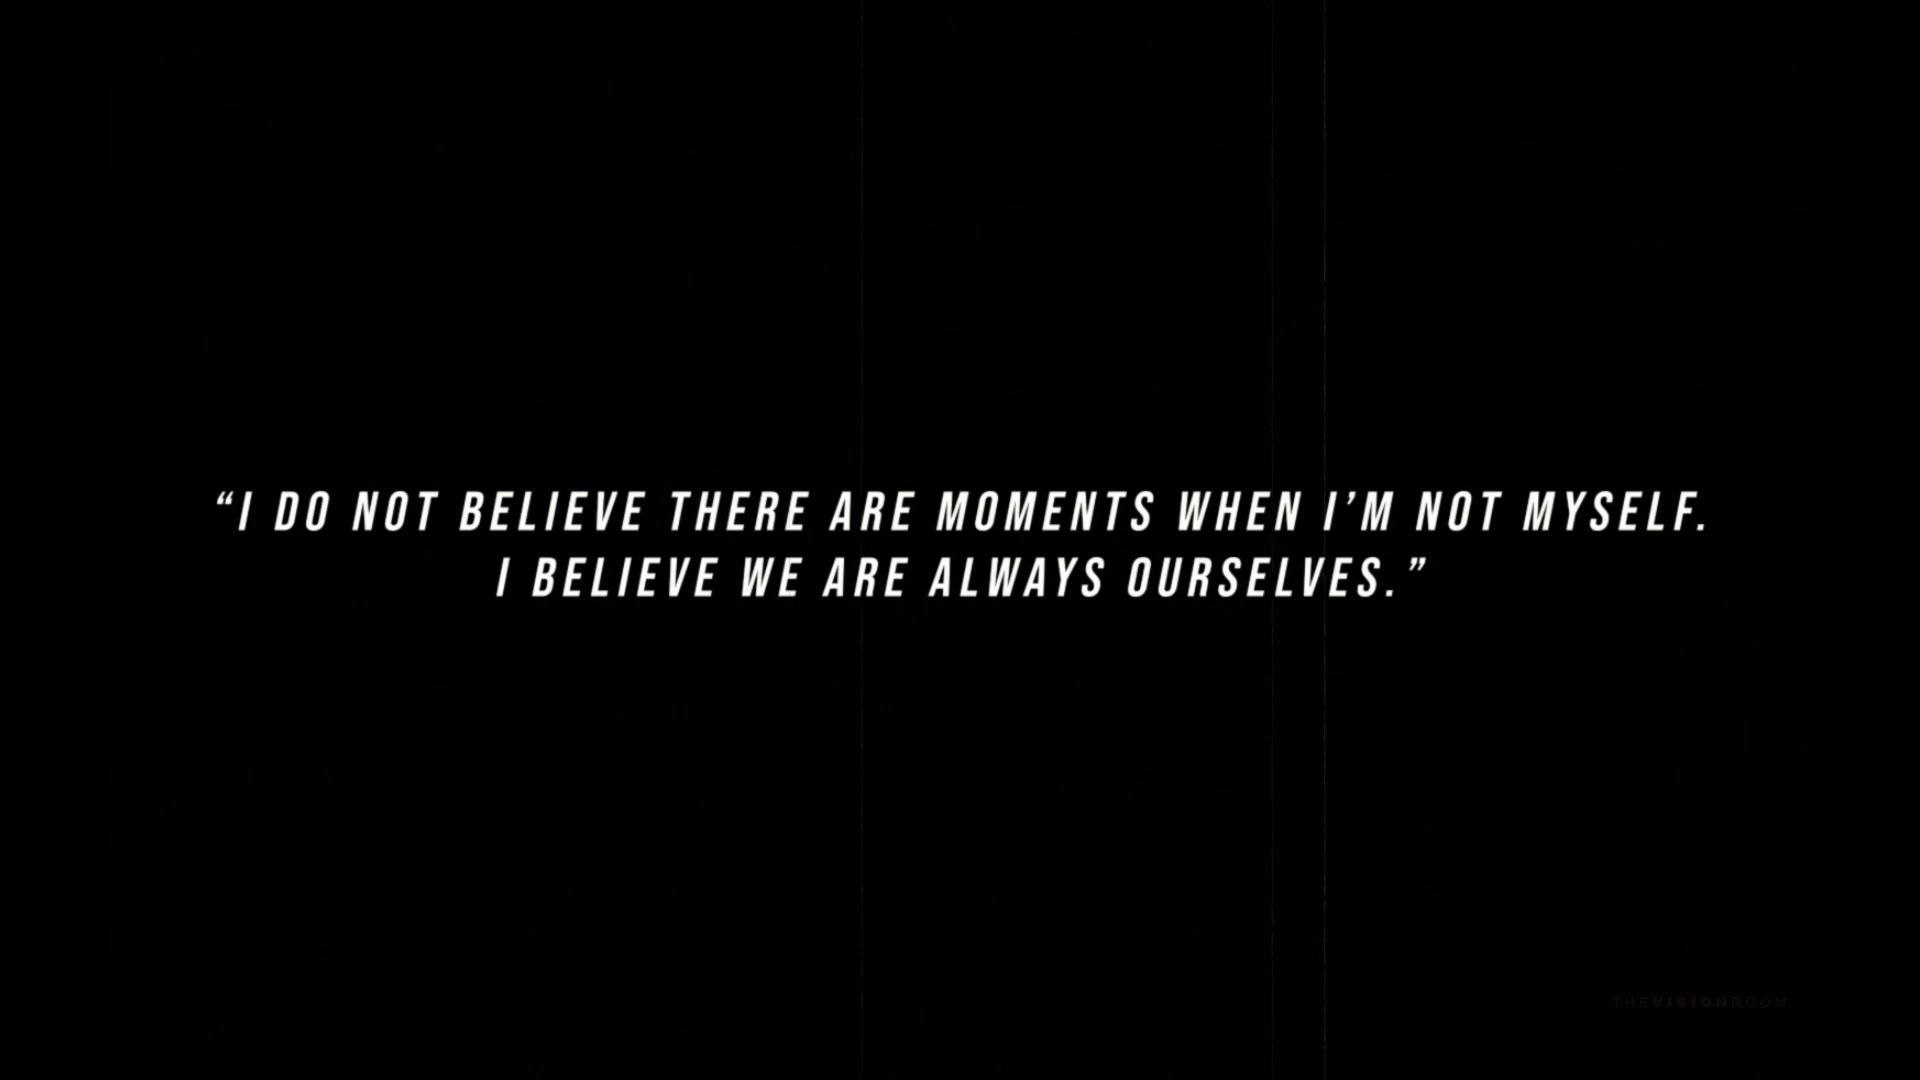 “I DO NOT BELIEVE THERE ARE MOMENTS WHEN I’M NOT MYSELF.
I BELIEVE WE ARE ALWAYS OURSELVES.”
THEVISIONROOM